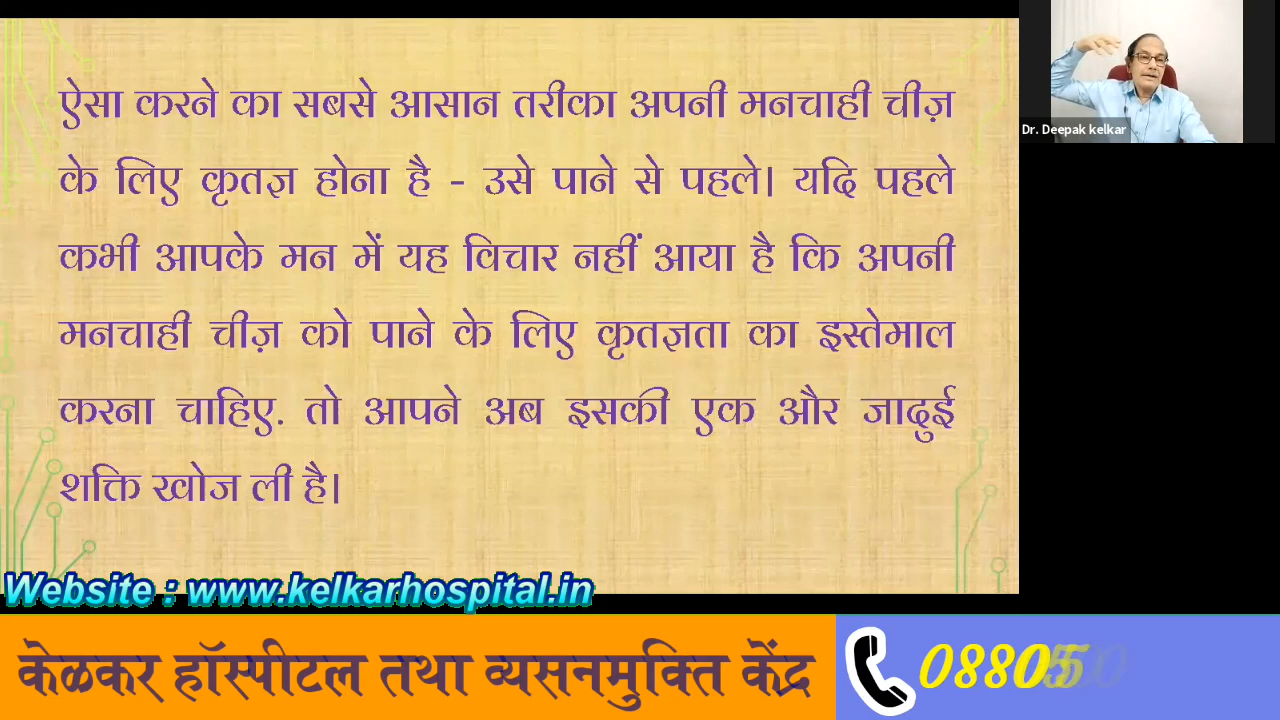 ऐसा करने का सबसे आसान तरीका अपनी मनचाही चीज़
के लिए कृतज्ञ होना है - उसे पाने से पहले। यदि पहले
कभी आपके मन में यह विचार नहीं आया है कि अपनी
मनचाही चीज़ को पाने के लिए कृतज्ञता का इस्तेमाल
करना चाहिए. तो आपने अब इसकी एक और जादुई
शक्ति खोज ली है।
Dr. Deepak kelkar
Website : www.kelkarhospital.in
केळकर हॉस्पीटल तथा व्यसनमुक्ति केंद्र